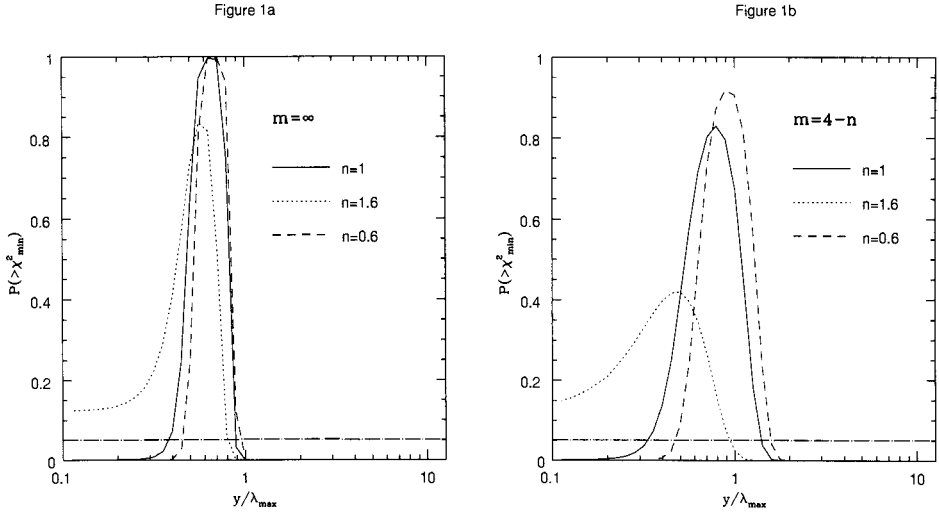 Figure 1a
1
0.8
0.6
0.4
0.2
0
P(>χ²min)
m=∞
n=1
n=1.6
n=0.6
0.1
1
10
y/λmax
Figure 1b
1
0.8
0.6
0.4
0.2
0
P(>χ²min)
m=4-n
n=1
n=1.6
n=0.6
0.1
1
10
y/λmax